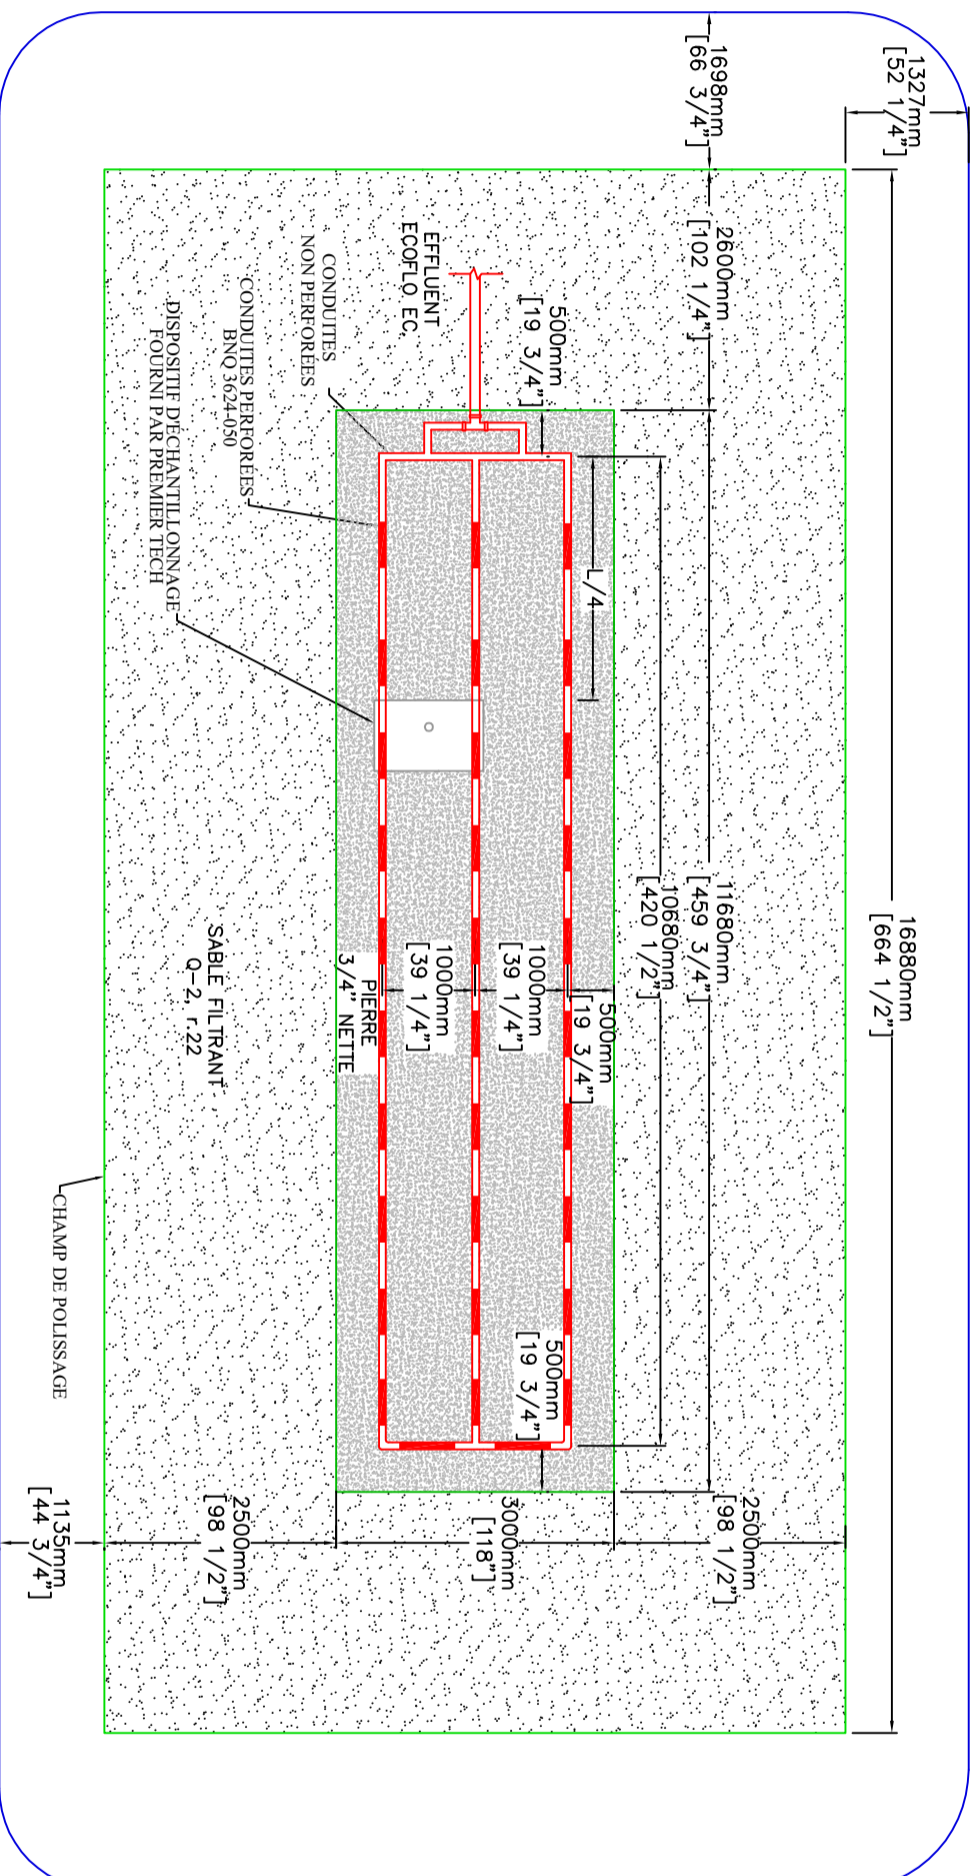 1327mm
[52 1/4"]
1698mm
[66 3/4"]
16880mm
[664 1/2"]
2600mm
[102 1/4"]
11680mm
[459 3/4"]
10680mm
[420 1/2"]
500mm
[19 3/4"]
L/4
EFFLUENT
ECOFLO EC.
CONDUITES
NON PERFORÉES
CONDUITES PERFORÉES
BNQ 3624-050
DISPOSITIF D'ÉCHANTILLONNAGE
FOURNI PAR PREMIER TECH
500mm
[19 3/4"]
1000mm
[39 1/4"]
1000mm
[39 1/4"]
PIERRE
3/4" NETTE
SABLE FILTRANT
Q-2, r.22
500mm
[19 3/4"]
2500mm
[98 1/2"]
3000mm
[118"]
2500mm
[98 1/2"]
1135mm
[44 3/4"]
CHAMP DE POLISSAGE